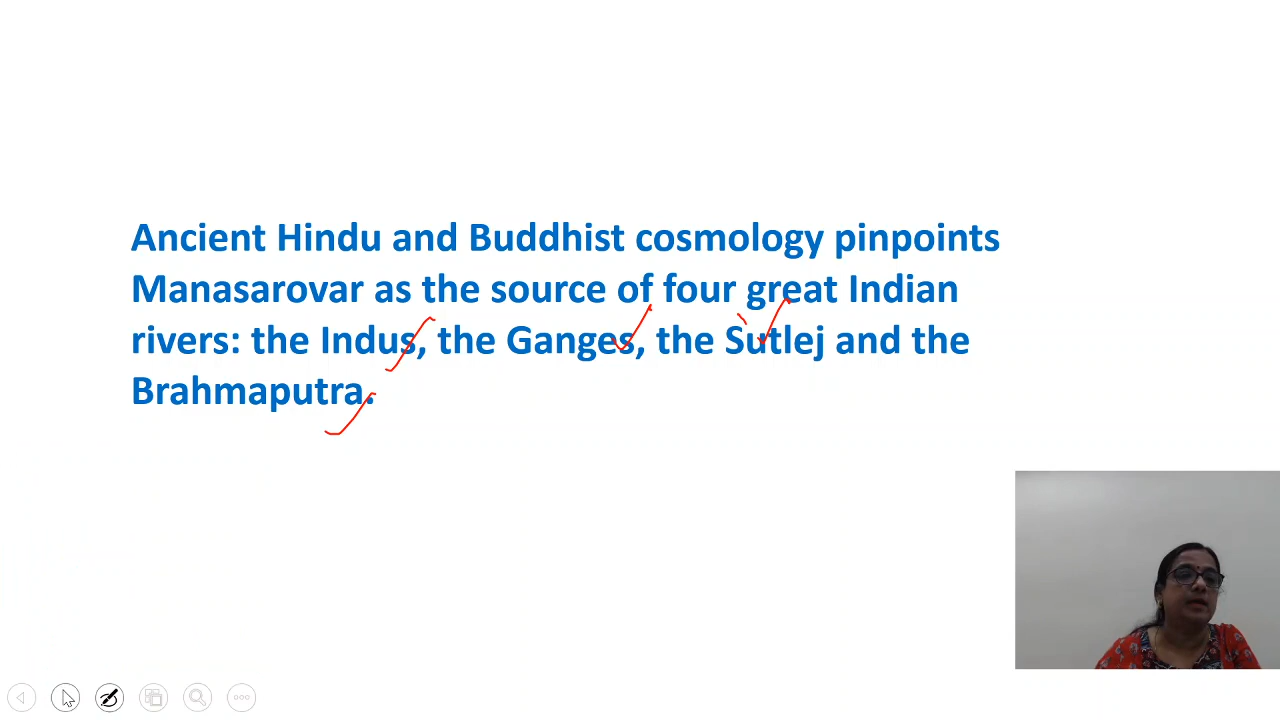 Ancient Hindu and Buddhist cosmology pinpoints
Manasarovar as the source of four great Indian
rivers: the Indus, the Ganges, the Sutlej and the
Brahmaputra.